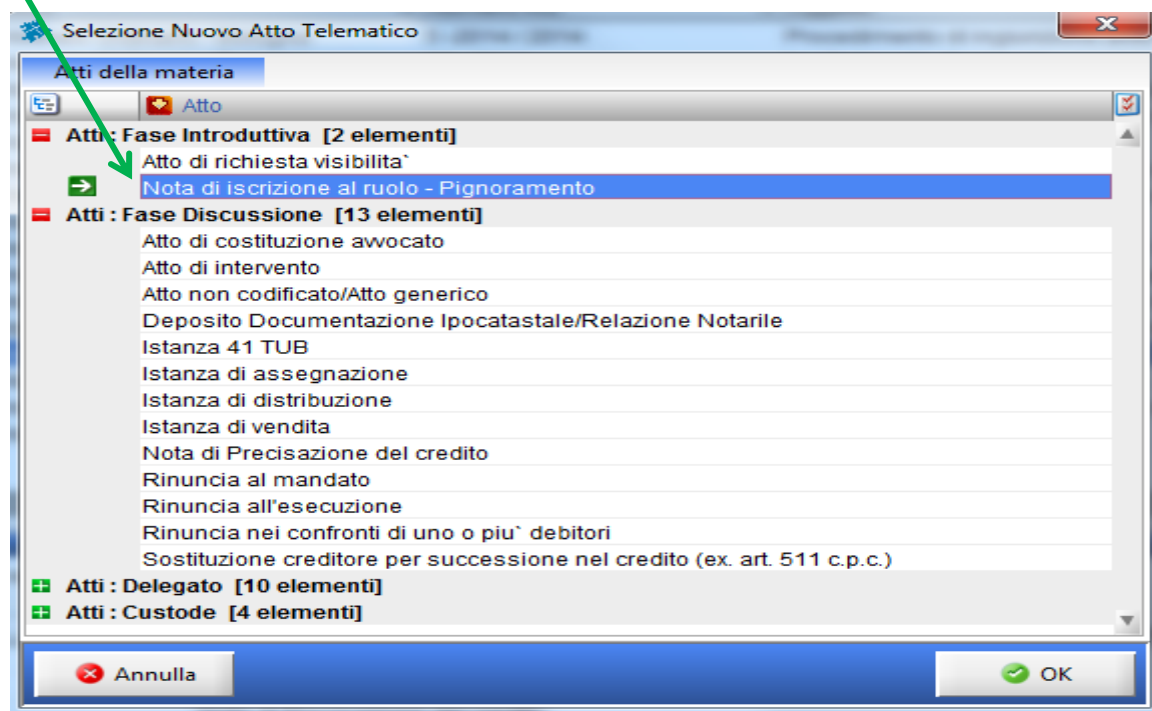 Selezione Nuovo Atto Telematico
Atti della materia
Atto
Atti : Fase Introduttiva [2 elementi]
Atto di richiesta visibilita`
Nota di iscrizione al ruolo - Pignoramento
Atti : Fase Discussione [13 elementi]
Atto di costituzione avvocato
Atto di intervento
Atto non codificato/Atto generico
Deposito Documentazione Ipocatastale/Relazione Notarile
Istanza 41 TUB
Istanza di assegnazione
Istanza di distribuzione
Istanza di vendita
Nota di Precisazione del credito
Rinuncia al mandato
Rinuncia all'esecuzione
Rinuncia nei confronti di uno o piu` debitori
Sostituzione creditore per successione nel credito (ex. art. 511 c.p.c.)
Atti : Delegato [10 elementi]
Atti : Custode [4 elementi]
Annulla
OK